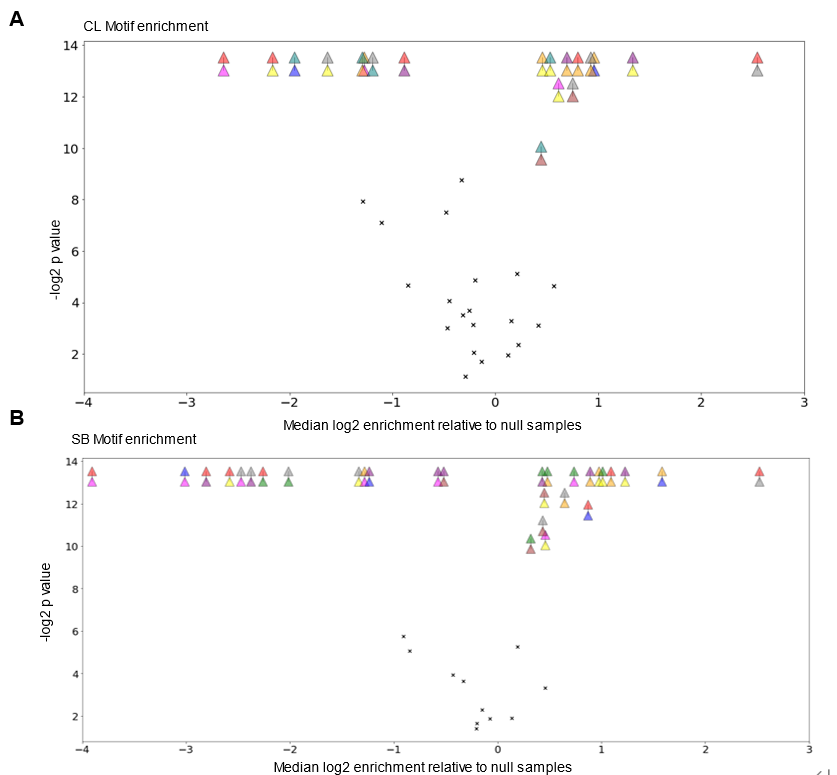 A
CL Motif enrichment
14
12
10
8
6
4
2
-log2 p value
−4 −3 −2 −1 0 1 2 3
Median log2 enrichment relative to null samples
B
SB Motif enrichment
14
12
10
8
6
4
2
-log2 p value
−4 −3 −2 −1 0 1 2 3
Median log2 enrichment relative to null samples